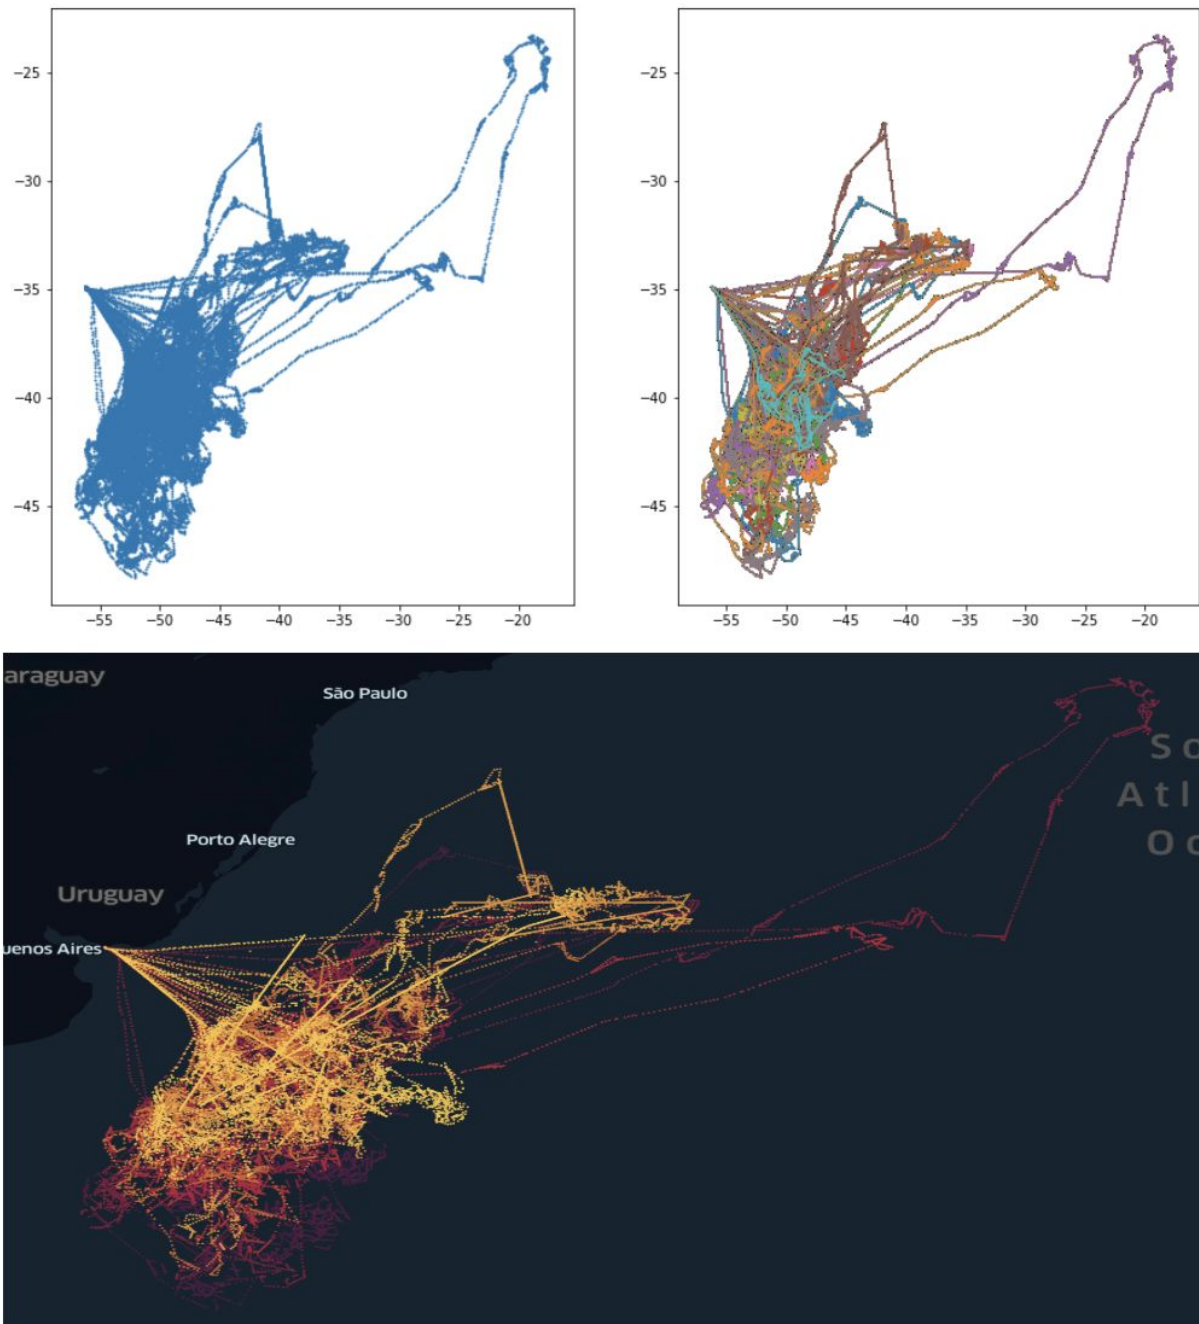 −25
−30
−35
−40
−45
−55 −50 −45 −40 −35 −30 −25 −20
−25
−30
−35
−40
−45
−55 −50 −45 −40 −35 −30 −25 −20
araguay
São Paulo
So
Atl
Oc
Porto Alegre
Uruguay
uenos Aires